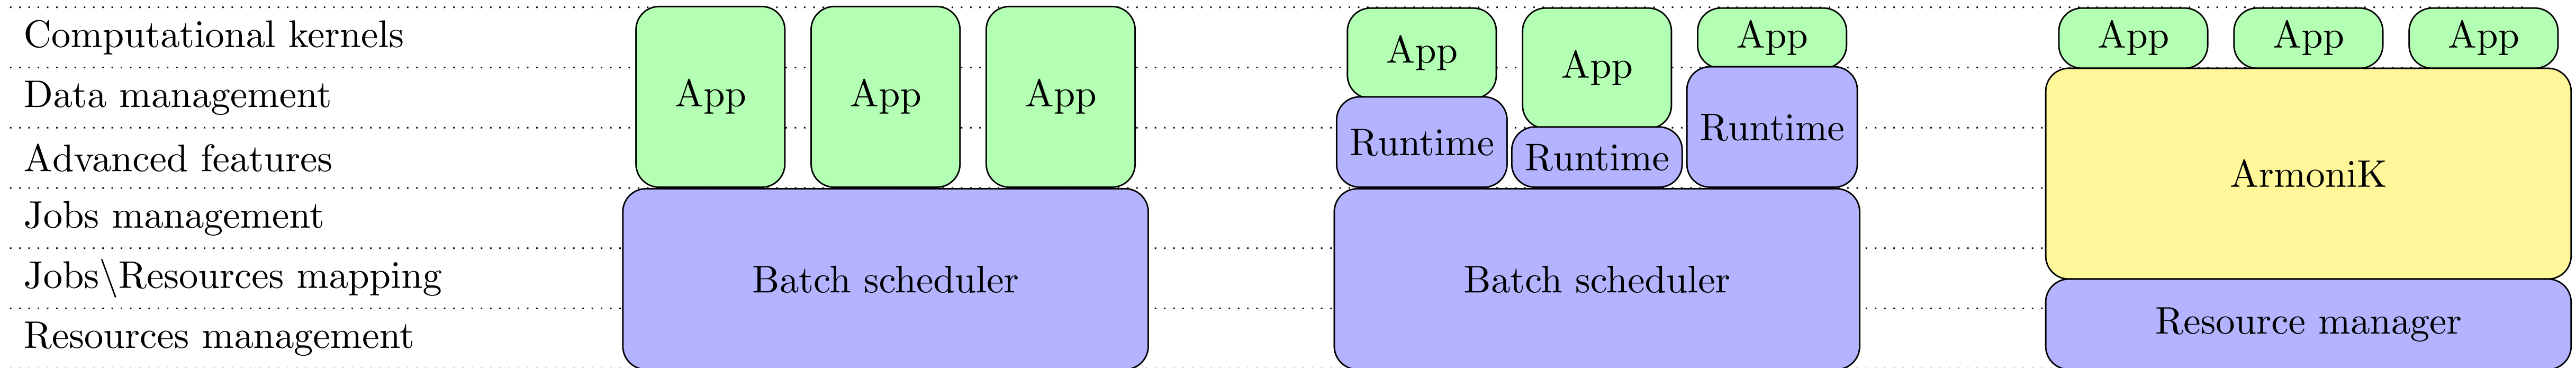 Computational kernels
Data management
Advanced features
Jobs management
Jobs\Resources mapping
Resources management
App
App
App
Batch scheduler
App
App
App
Runtime
Runtime
Runtime
Batch scheduler
App
App
App
ArmoniK
Resource manager